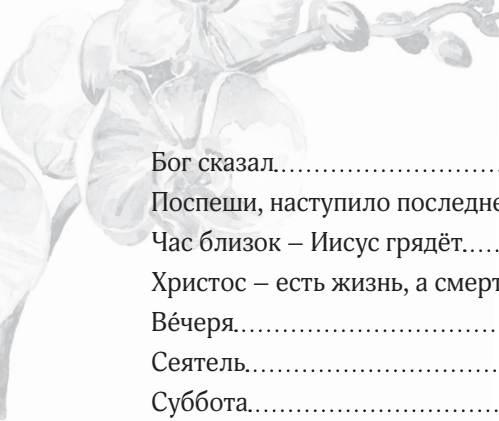 Бог сказал........................
Поспеши, наступило последне
Час близок – Иисус грядёт.....
Христос – есть жизнь, а смерт
Ве́черя..............................
Сеятель............................
Суббота............................